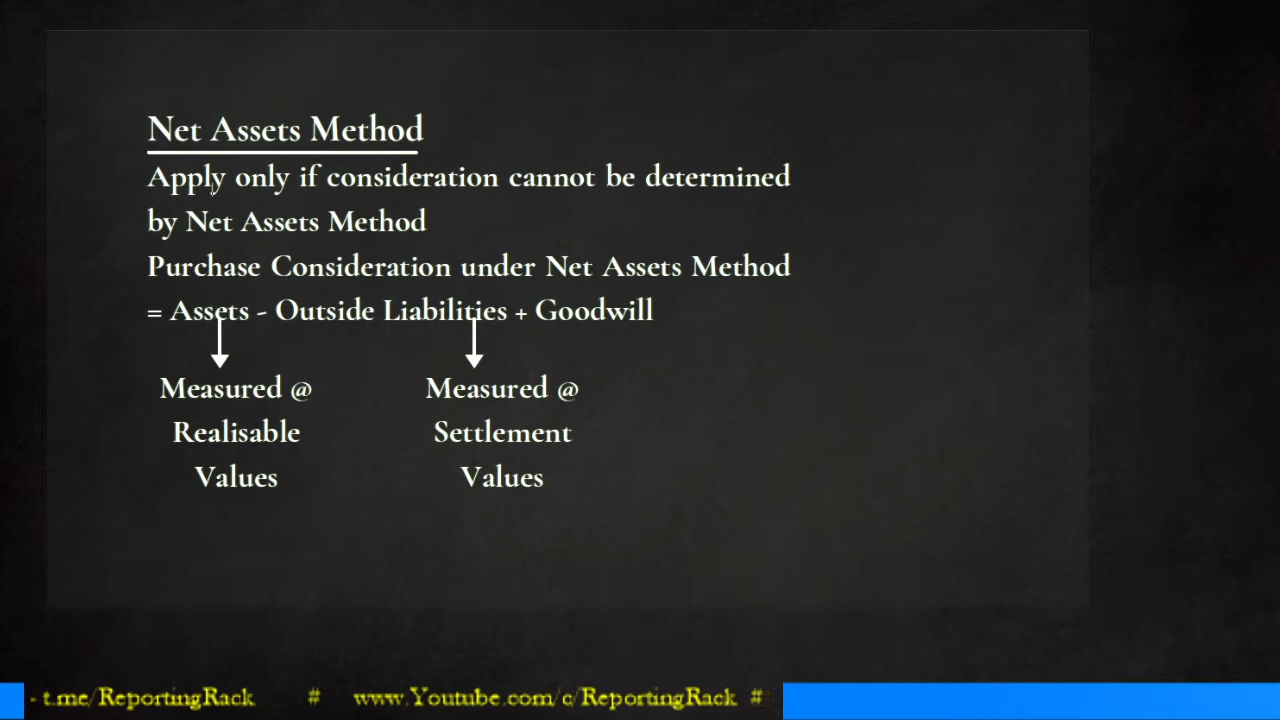 Net Assets Method
Apply only if consideration cannot be determined
by Net Assets Method
Purchase Consideration under Net Assets Method
= Assets - Outside Liabilities + Goodwill
Measured @
Realisable
Values
Measured @
Settlement
Values
- t.me/ReportingRack # www.Youtube.com/c/ReportingRack #